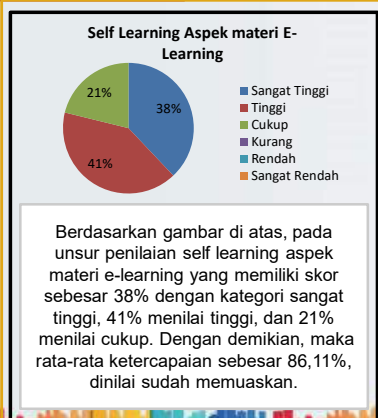 Self Learning Aspek materi E-
Learning
21%
38%
41%
Sangat Tinggi
Tinggi
Cukup
Kurang
Rendah
Sangat Rendah
Berdasarkan gambar di atas, pada
unsur penilaian self learning aspek
materi e-learning yang memiliki skor
sebesar 38% dengan kategori sangat
tinggi, 41% menilai tinggi, dan 21%
menilai cukup. Dengan demikian, maka
rata-rata ketercapaian sebesar 86,11%,
dinilai sudah memuaskan.